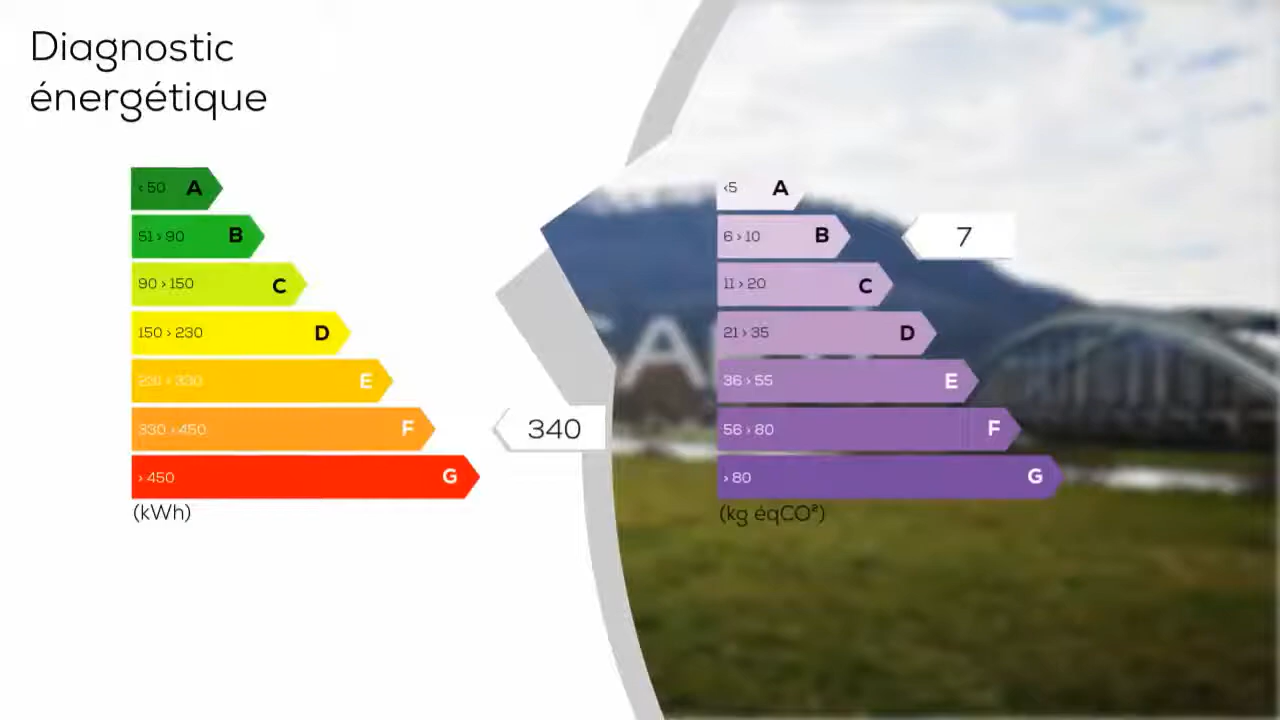 Diagnostic
énergétique
< 50 A
51 > 90 B
90 > 150 C
150 > 230 D
230 > 330 E
330 > 450 F
> 450 G
340
(kWh)
<5 A
6 > 10 B
11 > 20 C
21 > 35 D
36 > 55 E
56 > 80 F
> 80 G
7
(kg éqCO²)